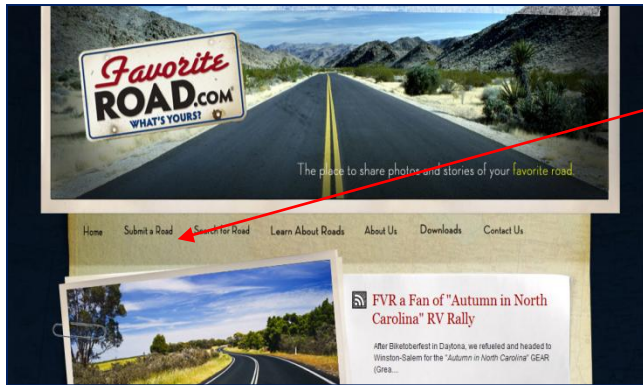 Favorite
ROAD.COM
WHAT'S YOURS?
The place to share photos and stories of your favorite road.
Home Submit a Road Search for Road Learn About Roads About Us Downloads Contact Us
FVR a Fan of "Autumn in North
Carolina" RV Rally
After Biketoberfest in Daytona, we refueled and headed to
Winston-Salem for the "Autumn in North Carolina" GEAR
(Grea...